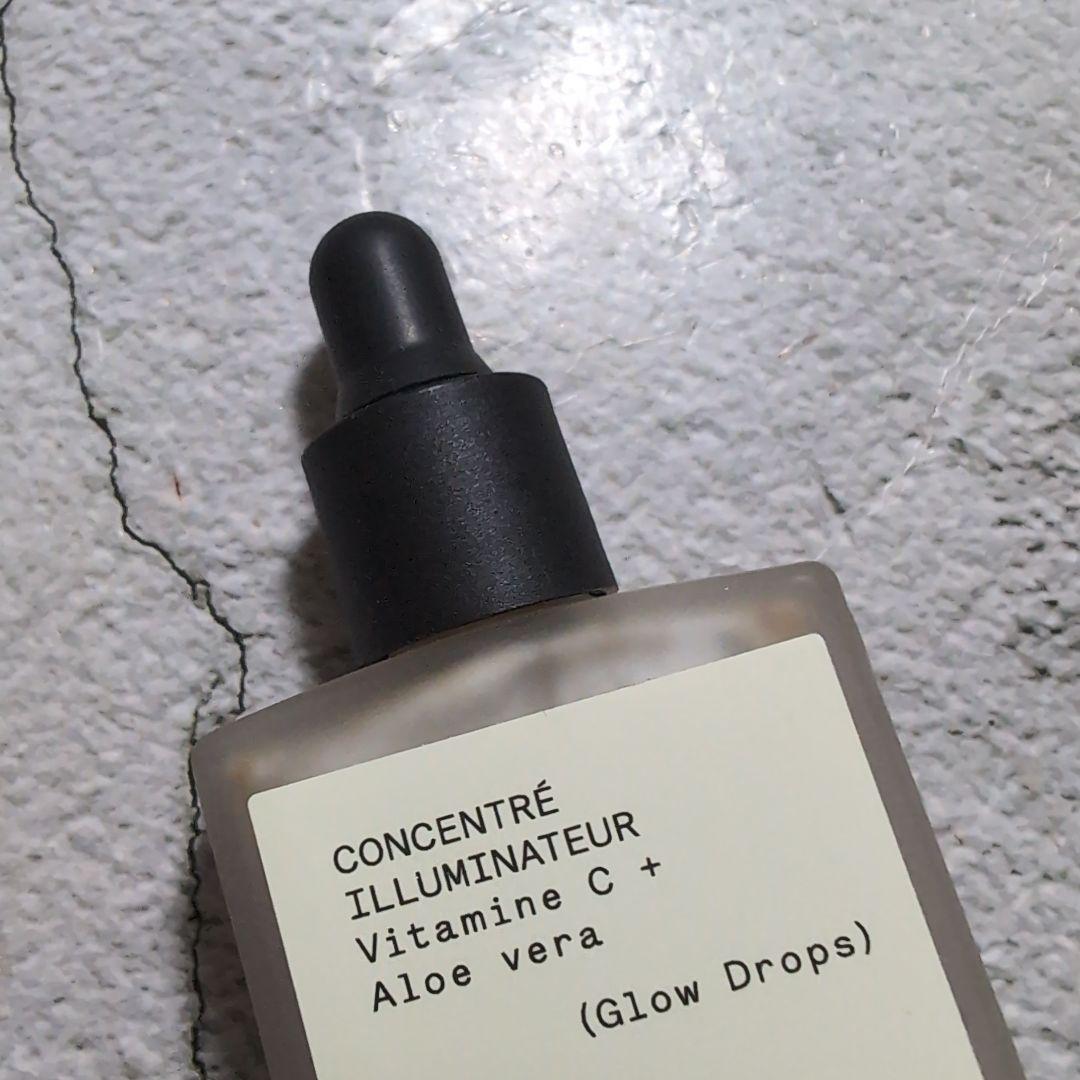 CONCENTRÉ
ILLUMINATEUR
Vitamine C +
Aloe vera
(Glow Drops)